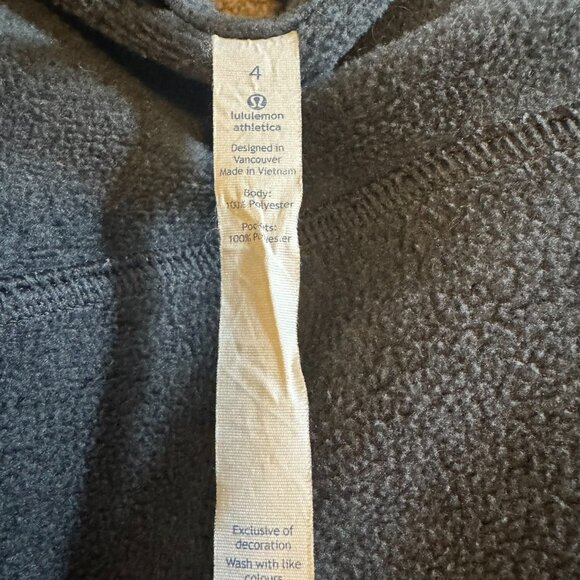 4
lululemon
athletica
Designed in
Vancouver
Made in Vietnam
Body:
100% Polyester
Pockets:
100% Polyester
Exclusive of
decoration
Wash with like
colours